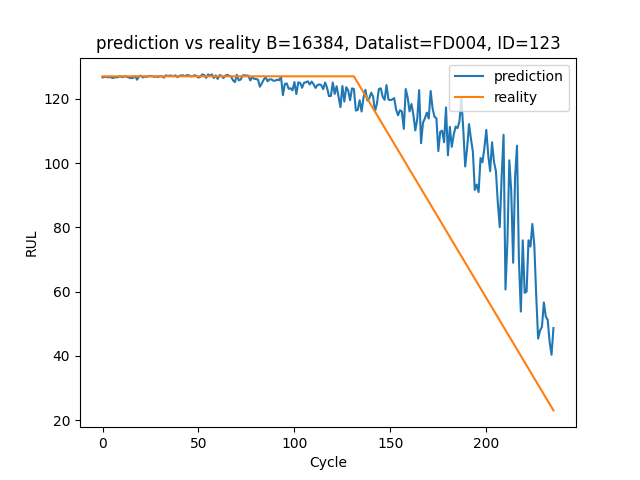 prediction vs reality B=16384, Datalist=FD004, ID=123
prediction
reality
RUL
120
100
80
60
40
20
0
50
100
150
200
Cycle